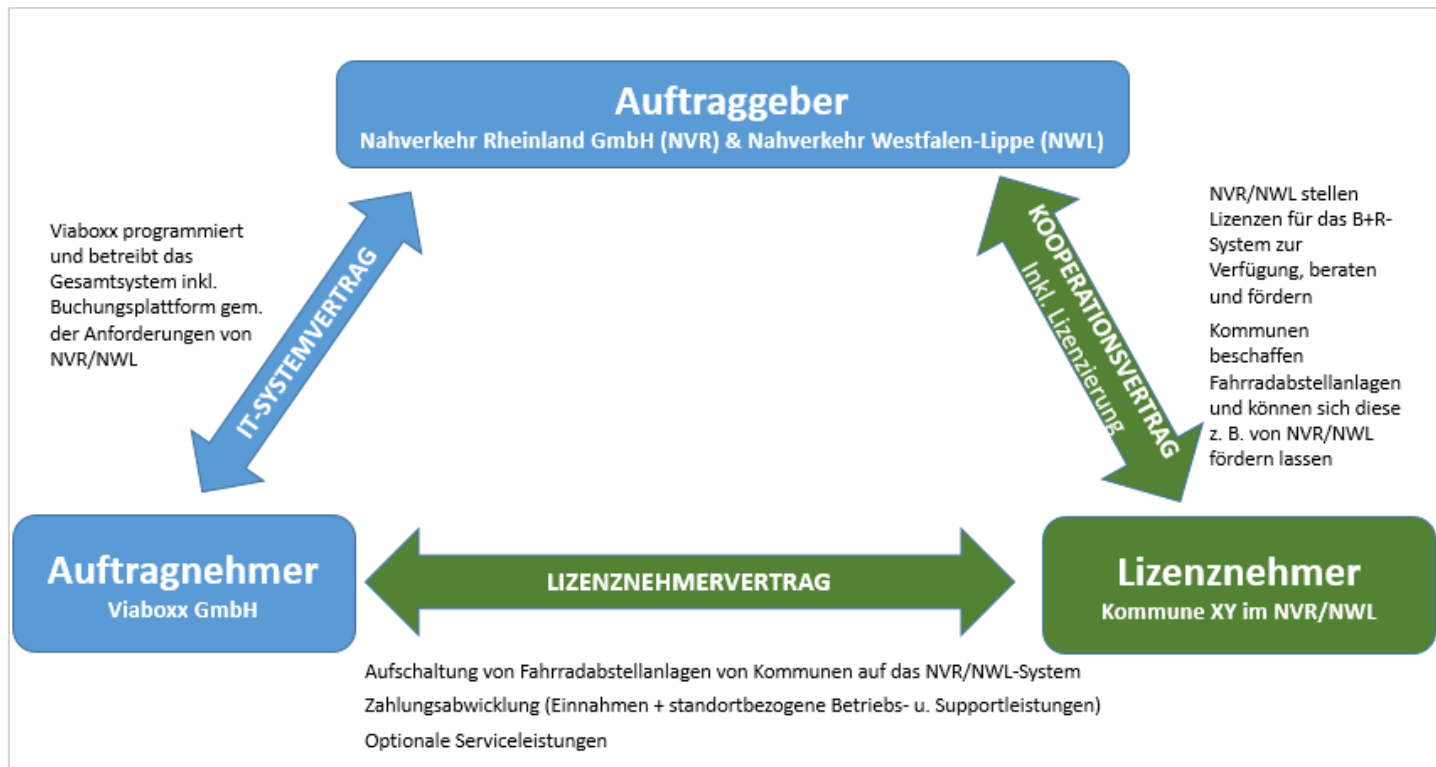 Auftraggeber
Nahverkehr Rheinland GmbH (NVR) & Nahverkehr Westfalen-Lippe (NWL)
Viaboxx programmiert
und betreibt das
Gesamtsystem inkl.
Buchungsplattform gem.
der Anforderungen von
NVR/NWL
IT-SYSTEMVERTRAG
KOOPERATIONSVERTRAG
Inkl. Lizenzierung
NVR/NWL stellen
Lizenzen für das B+R-
System zur
Verfügung, beraten
und fördern
Kommunen
beschaffen
Fahrradabstellanlagen
und können sich diese
z. B. von NVR/NWL
fördern lassen
Auftragnehmer
Viaboxx GmbH
LIZENZNEHMERVERTRAG
Lizenznehmer
Kommune XY im NVR/NWL
Aufschaltung von Fahrradabstellanlagen von Kommunen auf das NVR/NWL-System
Zahlungsabwicklung (Einnahmen + standortbezogene Betriebs- u. Supportleistungen)
Optionale Serviceleistungen